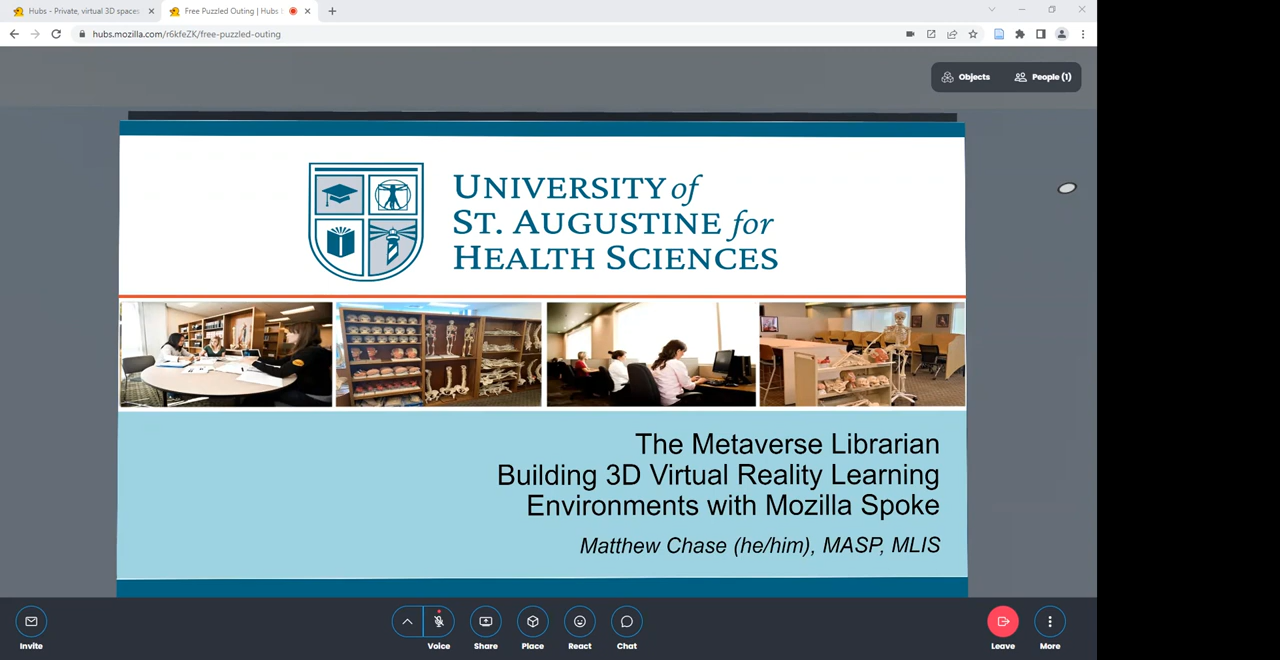 Hubs - Private, virtual 3D spaces
Free Puzzled Outing | Hubs
hubs.mozilla.com/r6kfeZK/free-puzzled-outing
Objects
People (1)
UNIVERSITY of
ST. AUGUSTINE for
HEALTH SCIENCES
The Metaverse Librarian
Building 3D Virtual Reality Learning
Environments with Mozilla Spoke
Matthew Chase (he/him), MASP, MLIS
Invite
Voice
Share
Place
React
Chat
Leave
More